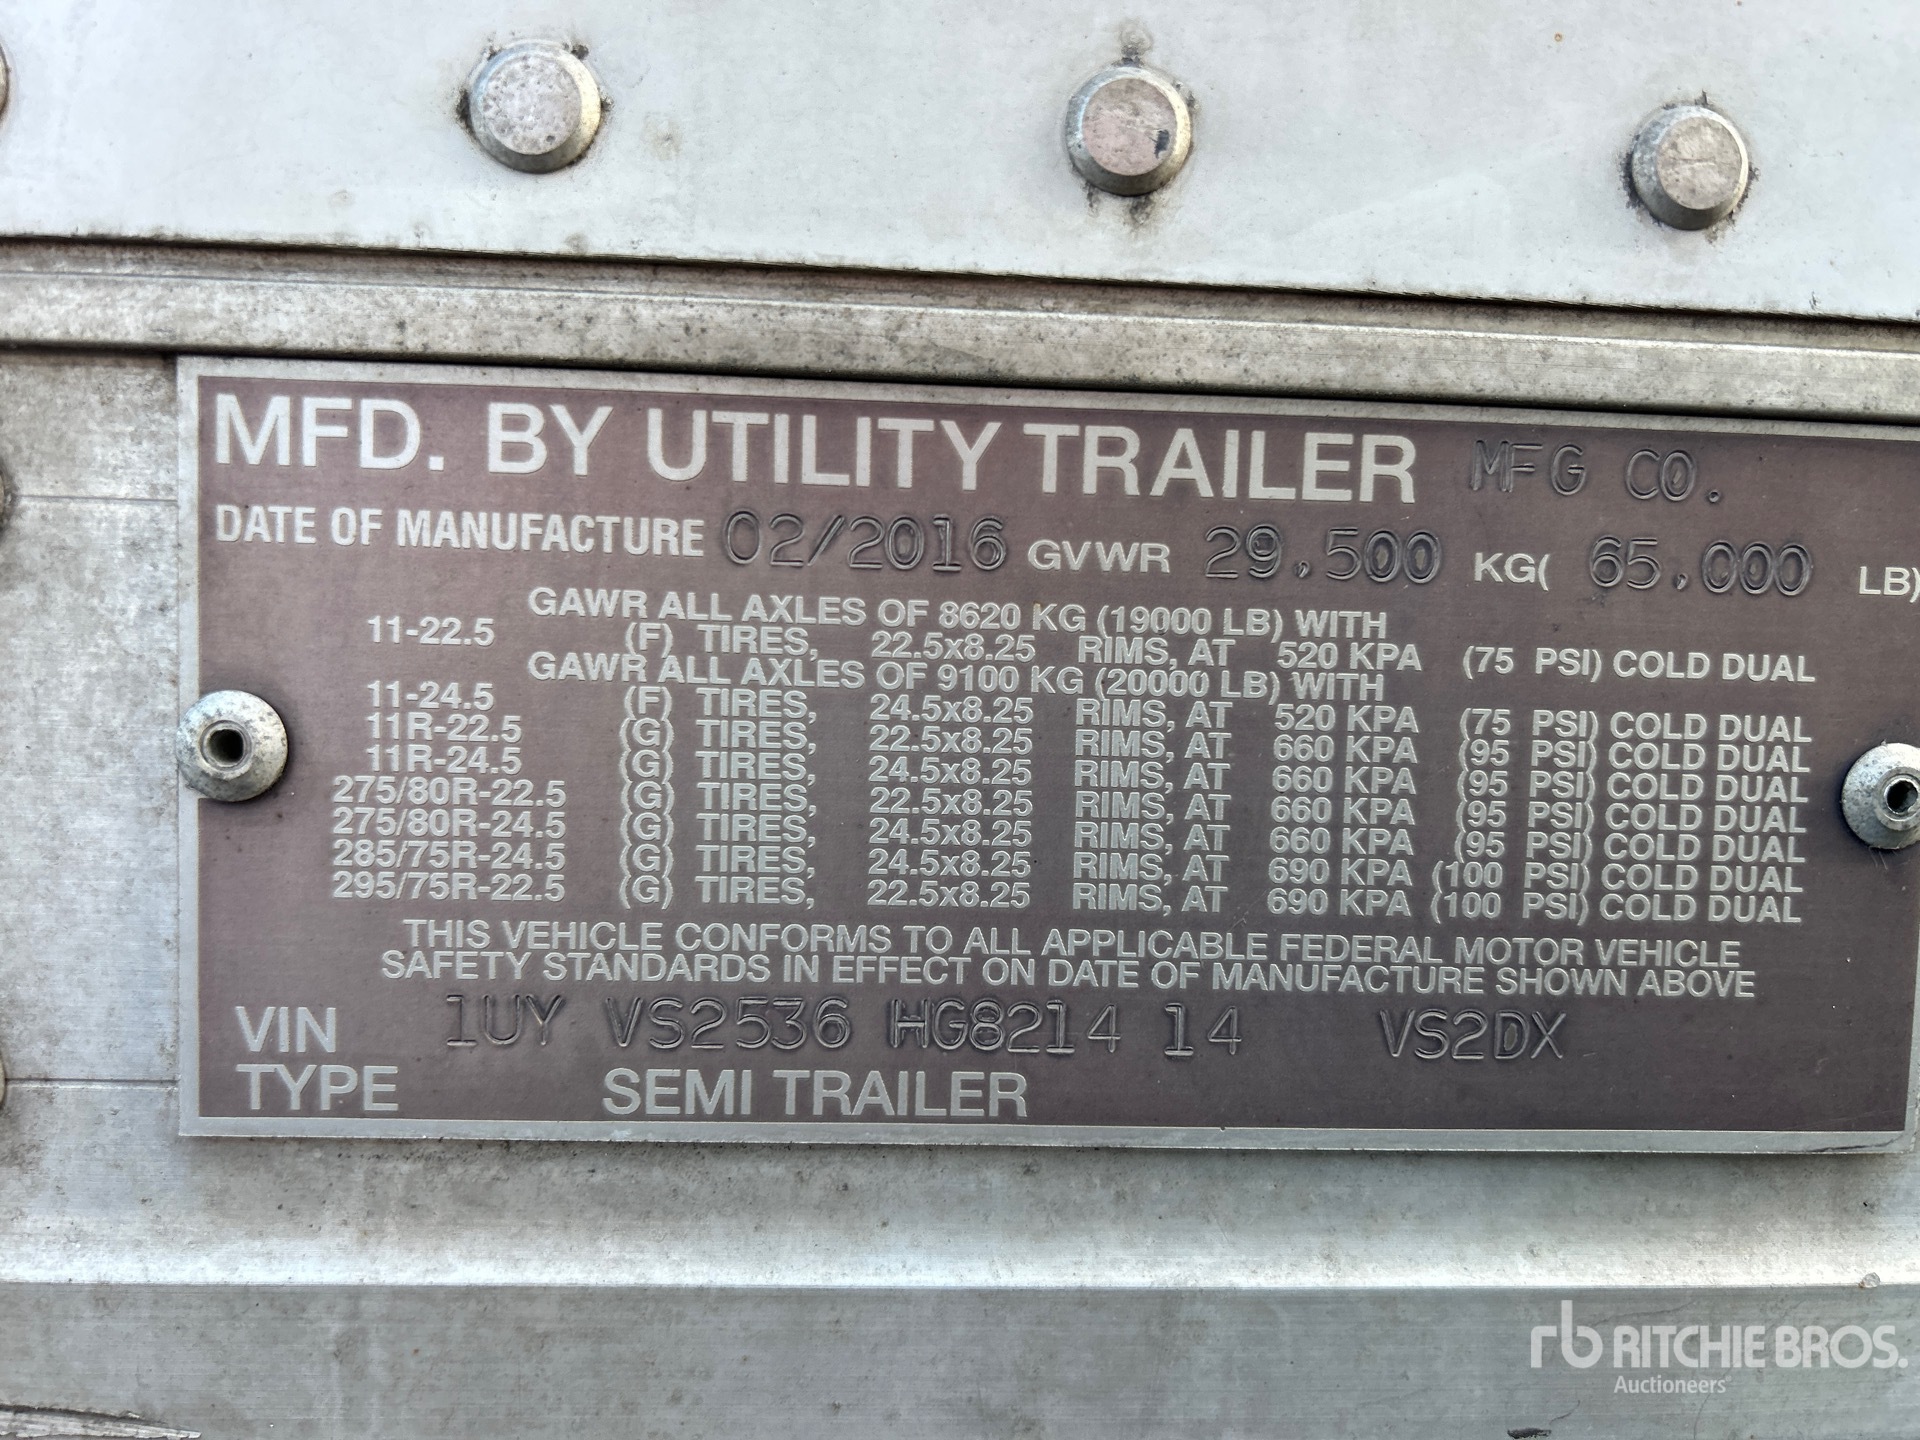 MFD. BY UTILITY TRAILER MFG CO.
DATE OF MANUFACTURE 02/2016 GVWR 29,500 KG( 65,000 LB)
GAWR ALL AXLES OF 8620 KG (19000 LB) WITH
11-22.5 (F) TIRES, 22.5x8.25 RIMS, AT 520 KPA (75 PSI) COLD DUAL
GAWR ALL AXLES OF 9100 KG (20000 LB) WITH
11-24.5 (F) TIRES, 24.5x8.25 RIMS, AT 520 KPA (75 PSI) COLD DUAL
11R-22.5 (G) TIRES, 22.5x8.25 RIMS, AT 660 KPA (95 PSI) COLD DUAL
11R-24.5 (G) TIRES, 24.5x8.25 RIMS, AT 660 KPA (95 PSI) COLD DUAL
275/80R-22.5 (G) TIRES, 22.5x8.25 RIMS, AT 660 KPA (95 PSI) COLD DUAL
275/80R-24.5 (G) TIRES, 24.5x8.25 RIMS, AT 660 KPA (95 PSI) COLD DUAL
285/75R-24.5 (G) TIRES, 24.5x8.25 RIMS, AT 690 KPA (100 PSI) COLD DUAL
295/75R-22.5 (G) TIRES, 22.5x8.25 RIMS, AT 690 KPA (100 PSI) COLD DUAL
THIS VEHICLE CONFORMS TO ALL APPLICABLE FEDERAL MOTOR VEHICLE
SAFETY STANDARDS IN EFFECT ON DATE OF MANUFACTURE SHOWN ABOVE
VIN 1UY VS2536 HG8214 14 VS2DX
TYPE SEMI TRAILER
rb RITCHIE BROS.
Auctioneers